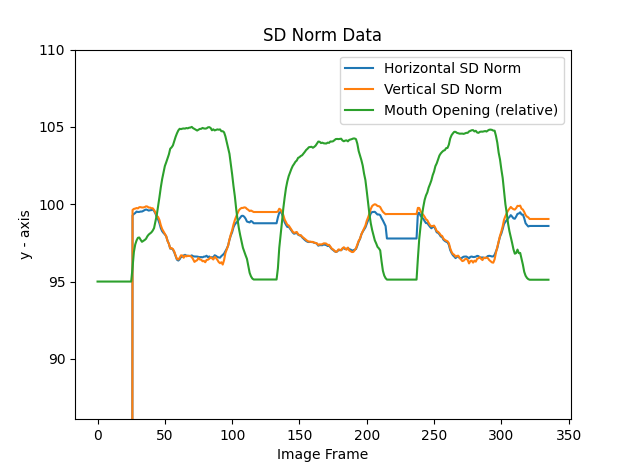 SD Norm Data
110
105
100
95
90
y - axis
Horizontal SD Norm
Vertical SD Norm
Mouth Opening (relative)
0 50 100 150 200 250 300 350
Image Frame